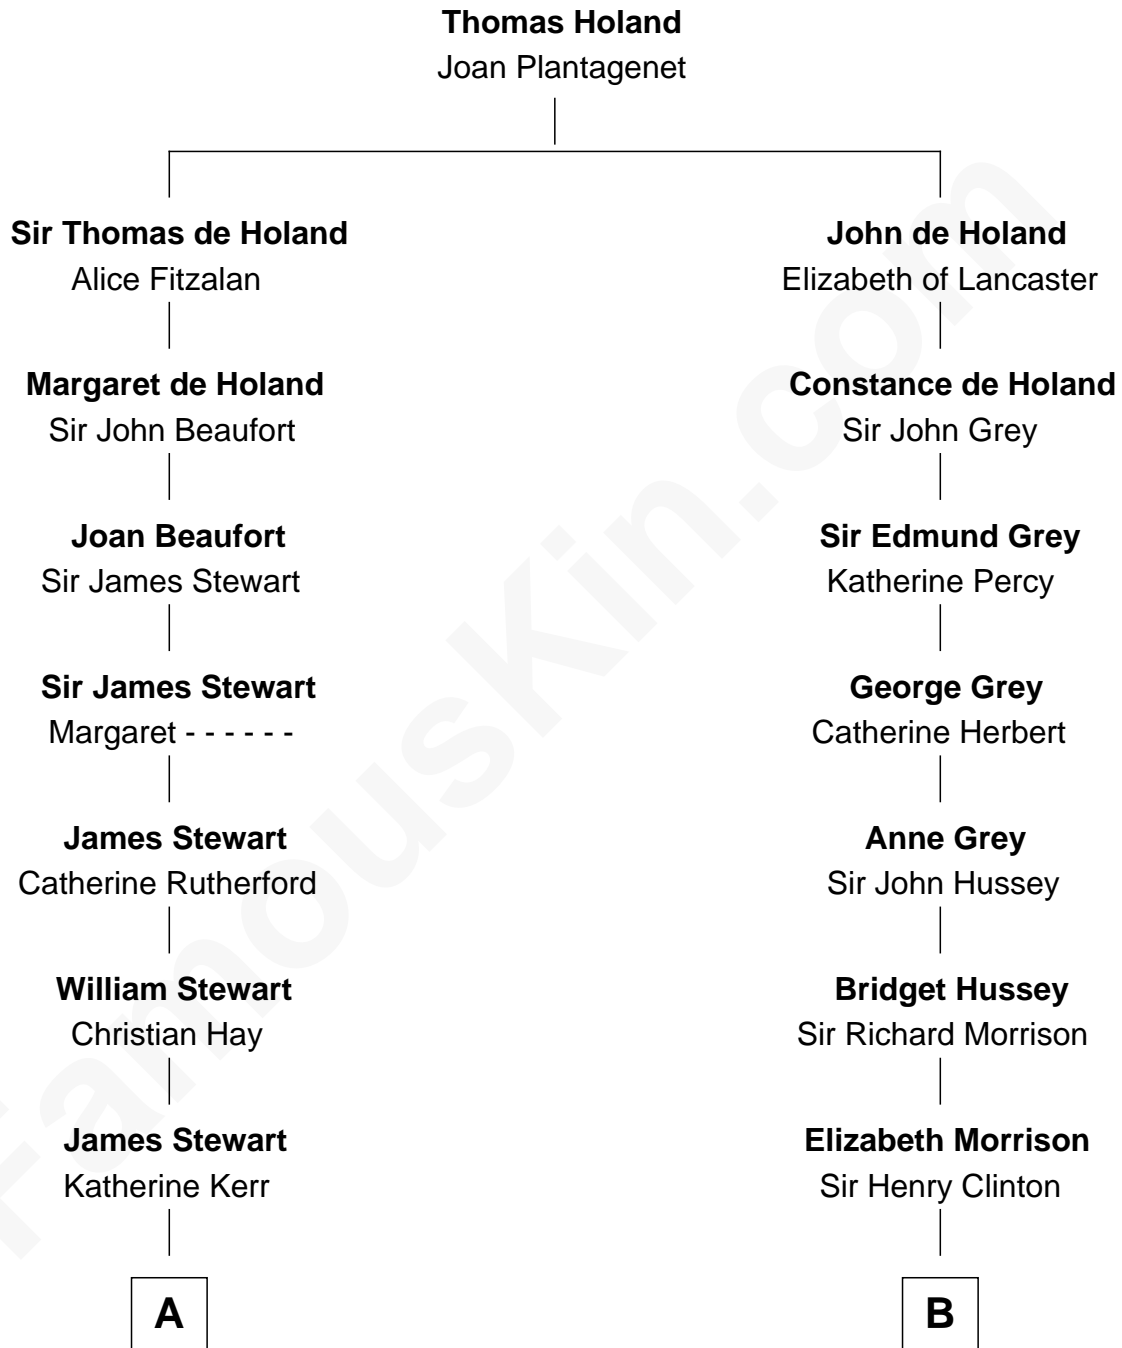 Thomas Holand
Joan Plantagenet
Sir Thomas de Holand
Alice Fitzalan
Margaret de Holand
Sir John Beaufort
Joan Beaufort
Sir James Stewart
Sir James Stewart
Margaret - - - - - -
James Stewart
Catherine Rutherford
William Stewart
Christian Hay
James Stewart
Katherine Kerr
A
John de Holand
Elizabeth of Lancaster
Constance de Holand
Sir John Grey
Sir Edmund Grey
Katherine Percy
George Grey
Catherine Herbert
Anne Grey
Sir John Hussey
Bridget Hussey
Sir Richard Morrison
Elizabeth Morrison
Sir Henry Clinton
B
FamousKin.com